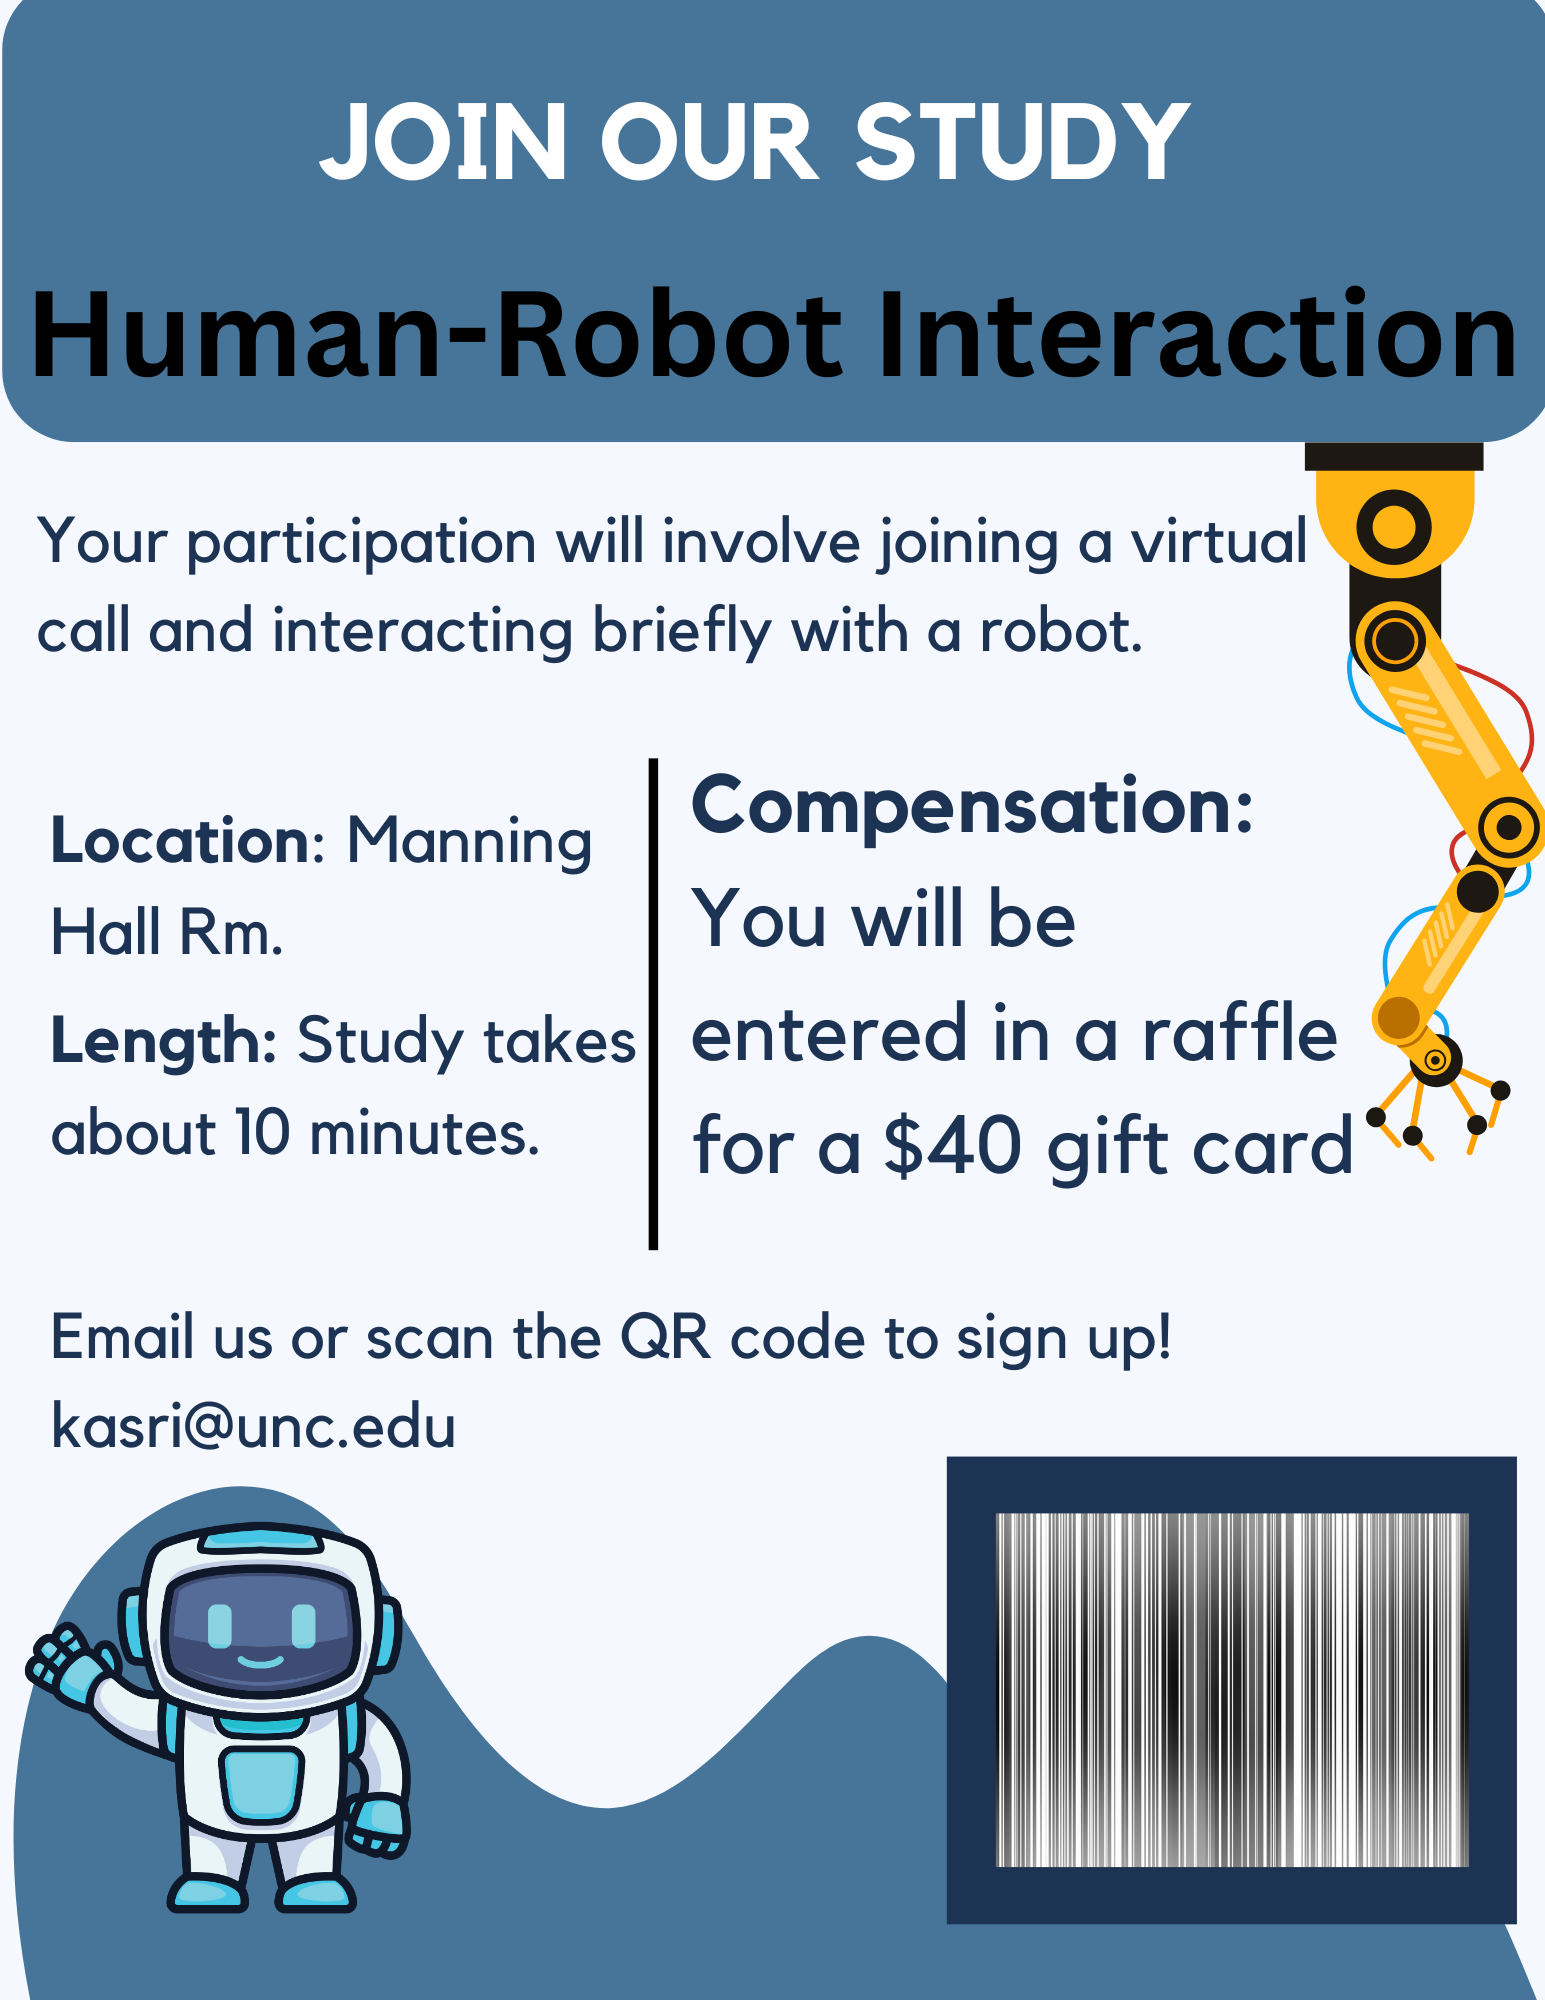 JOIN OUR STUDY
Human-Robot Interaction
Your participation will involve joining a virtual
call and interacting briefly with a robot.
Location: Manning
Hall Rm.
Length: Study takes
about 10 minutes.
Compensation:
You will be
entered in a raffle
for a $40 gift card
Email us or scan the QR code to sign up!
kasri@unc.edu